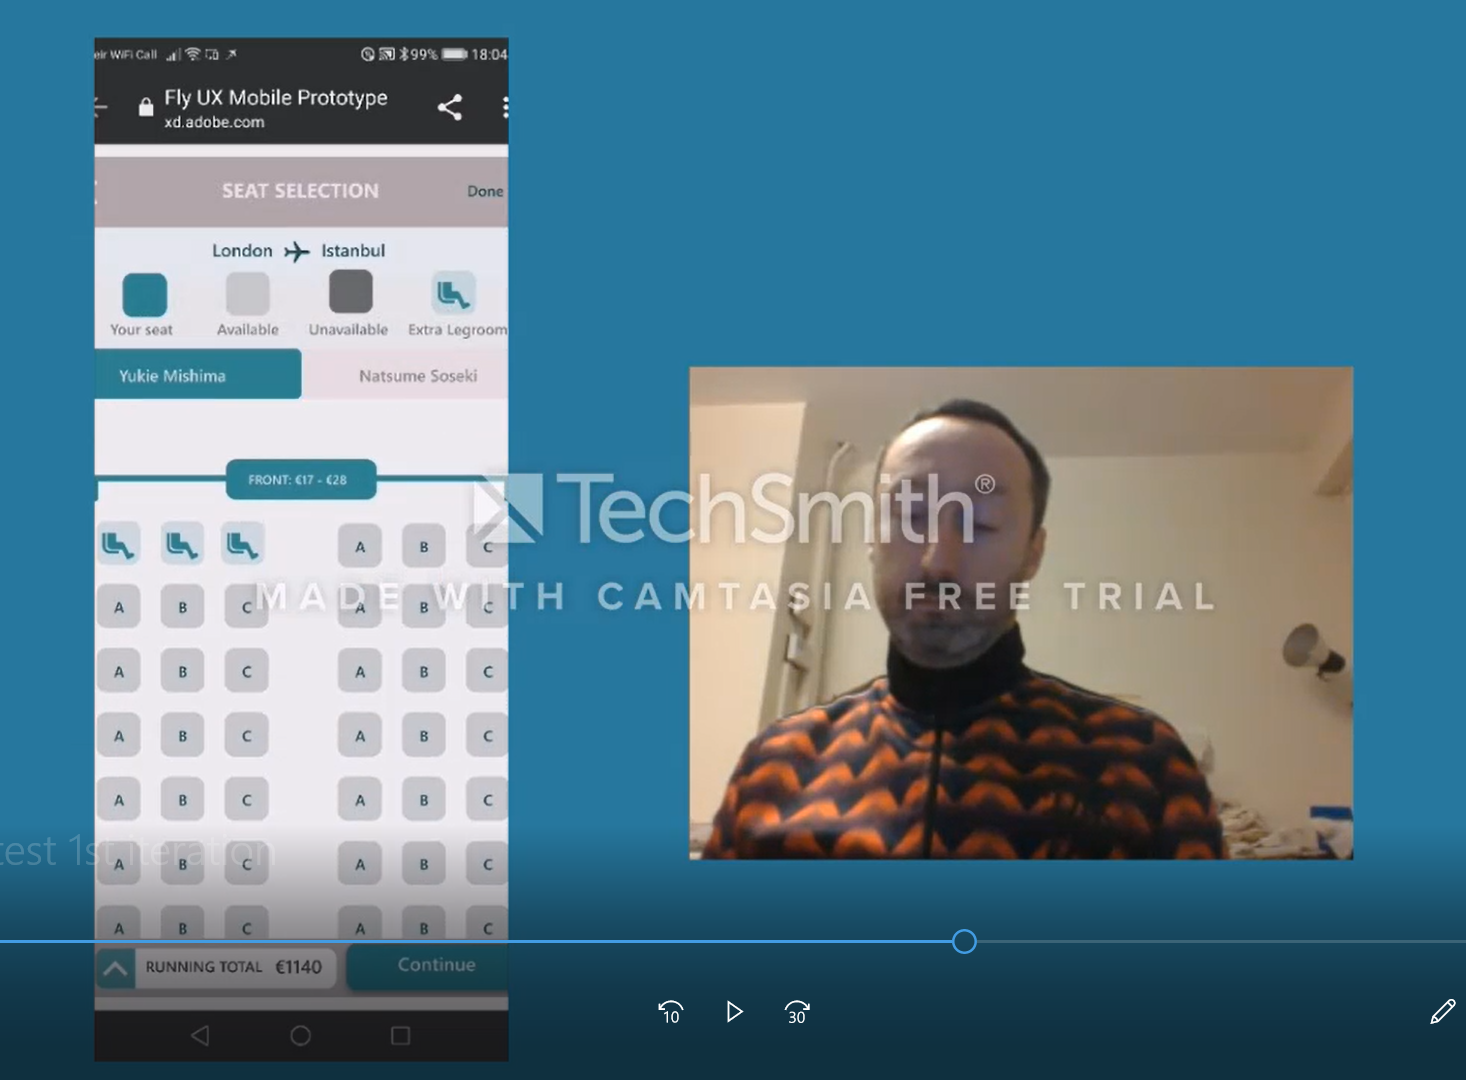 eir WiFi Call 99% 18:04
Fly UX Mobile Prototype
xd.adobe.com
SEAT SELECTION Done
London Istanbul
Your seat Available Unavailable Extra Legroom
Yukie Mishima Natsume Soseki
FRONT: €17 - €28
A B C
A B C A B C
A B C A B C
A B C A B C
A B C A B C
A B C A B C
A B C A B C
RUNNING TOTAL €1140 Continue
TechSmith®
MADE WITH CAMTASIA FREE TRIAL
test 1st iteration
10 30